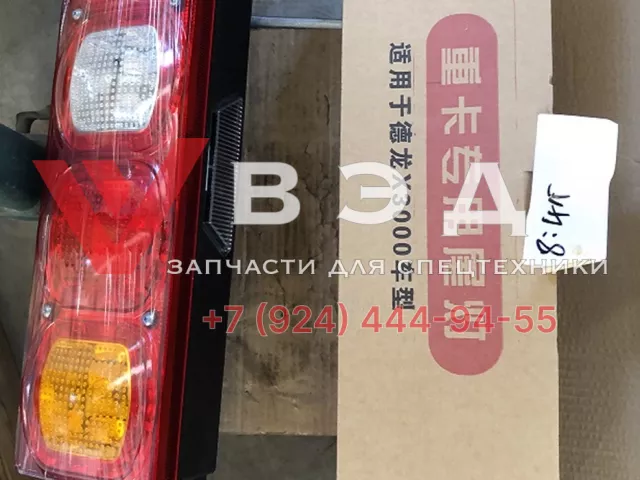 ВЭД
ЗАПЧАСТИ ДЛЯ СПЕЦТЕХНИКИ
+7 (924) 444-94-55
重卡专用尾灯
适用于德龙X3000车型